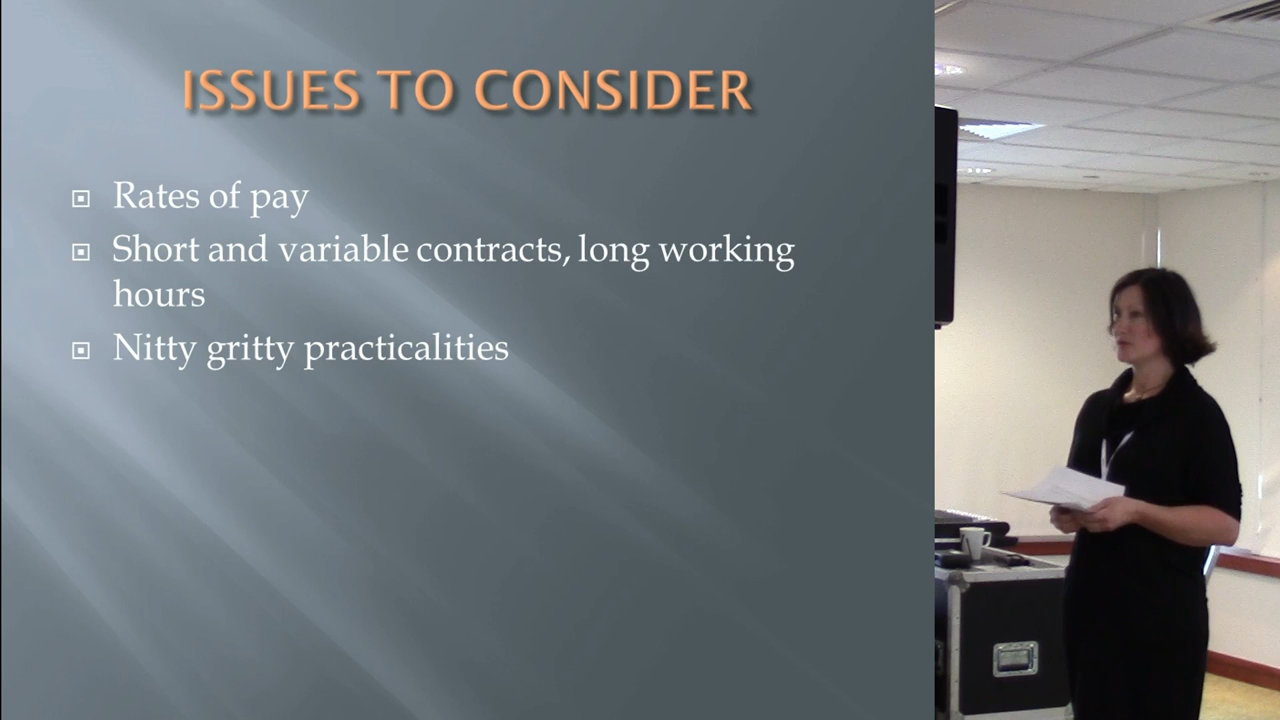 ISSUES TO CONSIDER
Rates of pay
Short and variable contracts, long working
hours
Nitty gritty practicalities